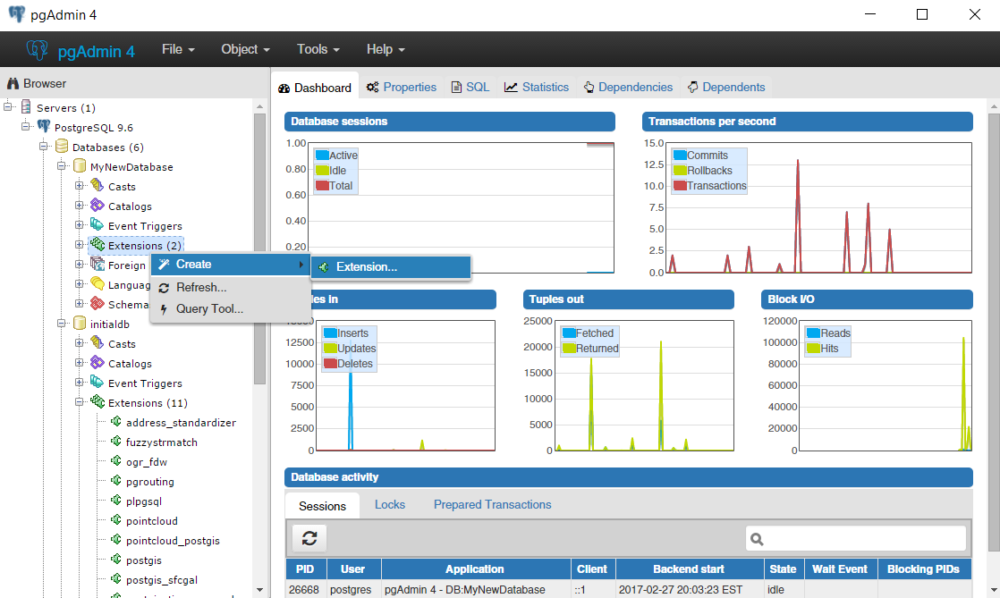 pgAdmin 4
pgAdmin 4 File Object Tools Help
Browser
Servers (1)
PostgreSQL 9.6
Databases (6)
MyNewDatabase
Casts
Catalogs
Event Triggers
Extensions (2)
Foreign
Languag
Schema
initialdb
Casts
Catalogs
Event Triggers
Extensions (11)
address_standardizer
fuzzystrmatch
ogr_fdw
pgrouting
plpgsql
pointcloud
pointcloud_postgis
postgis
postgis_sfcgal
Create
Refresh...
Query Tool...
Extension...
Dashboard Properties SQL Statistics Dependencies Dependents
Database sessions
1.00
0.80
0.60
0.40
0.20
Active
Idle
Total
Transactions per second
15.0
12.5
10.0
7.5
5.0
2.5
0.0
Commits
Rollbacks
Transactions
es in
12500
10000
7500
5000
2500
0
Inserts
Updates
Deletes
Tuples out
25000
20000
15000
10000
5000
0
Fetched
Returned
Block I/O
120000
100000
80000
60000
40000
20000
0
Reads
Hits
Database activity
Sessions Locks Prepared Transactions
PID User Application Client Backend start State Wait Event Blocking PIDs
26668 postgres pgAdmin 4 - DB:MyNewDatabase ::1 2017-02-27 20:03:23 EST idle